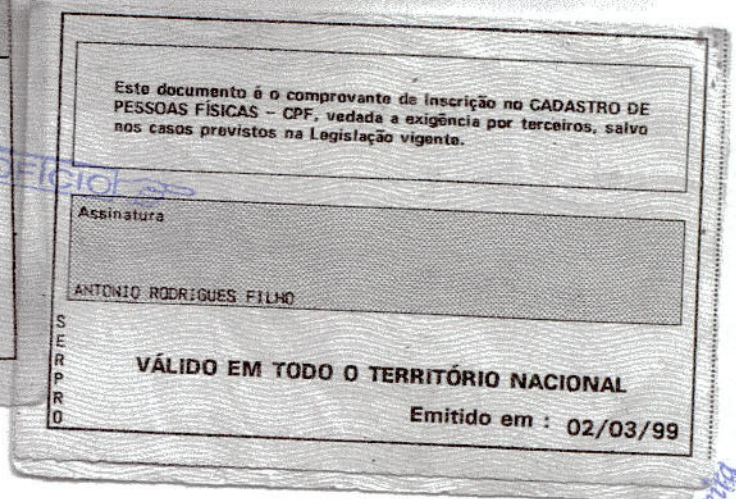 Este documento é o comprovante de Inscrição no CADASTRO DE
PESSOAS FÍSICAS - CPF, vedada a exigência por terceiros, salvo
nos casos previstos na Legislação vigente.
Assinatura
ANTONIO RODRIGUES FILHO
SERPRO
VÁLIDO EM TODO O TERRITÓRIO NACIONAL
Emitido em : 02/03/99